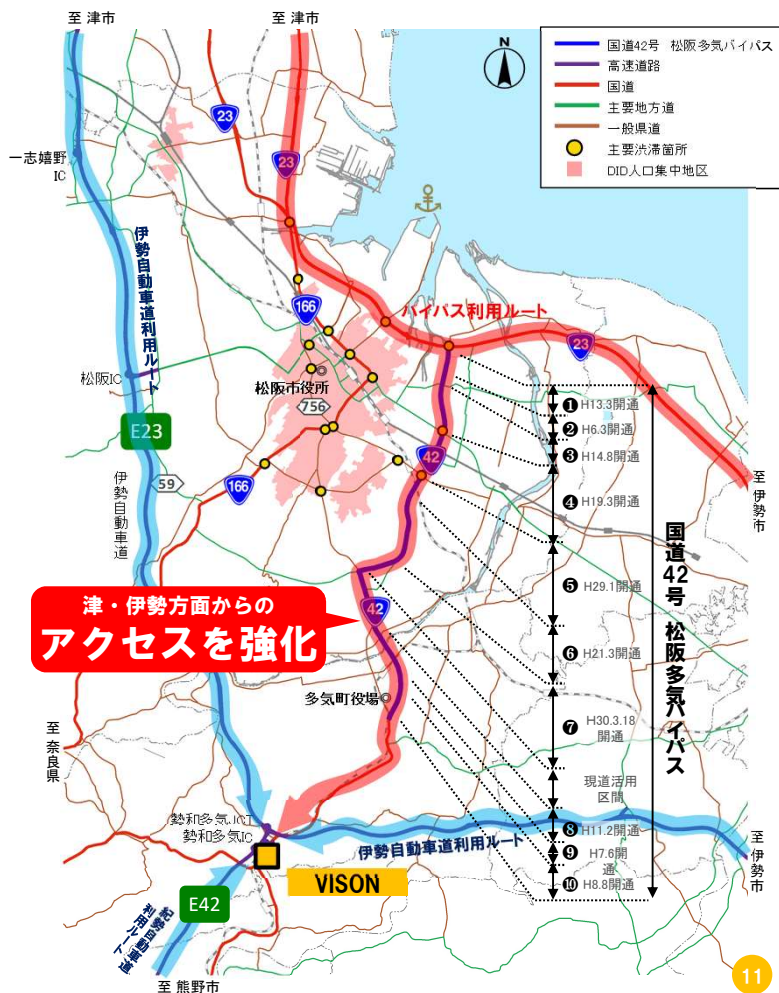 至 津市
至 津市
国道42号 松阪多気バイパス
高速道路
国道
主要地方道
一般県道
主要渋滞箇所
DID人口集中地区
N
23
23
一志嬉野
IC
伊勢自動車道利用ルート
166
バイパス利用ルート
23
松阪IC
松阪市役所
756
E23
42
59
166
伊勢自動車道
至 伊勢市
❶ H13.3開通
❷ H6.3開通
❸ H14.8開通
❹ H19.3開通
❺ H29.1開通
❻ H21.3開通
❼ H30.3.18
開通
現道活用
区間
❽ H11.2開通
❾ H7.6開
通
❿ H8.8開通
国道42号 松阪多気バイパス
津・伊勢方面からの
アクセスを強化
42
多気町役場
至 奈良県
勢和多気JCT
勢和多気IC
伊勢自動車道利用ルート
至 伊勢市
VISON
E42
紀勢自動車道
利用ルート
至 熊野市
11